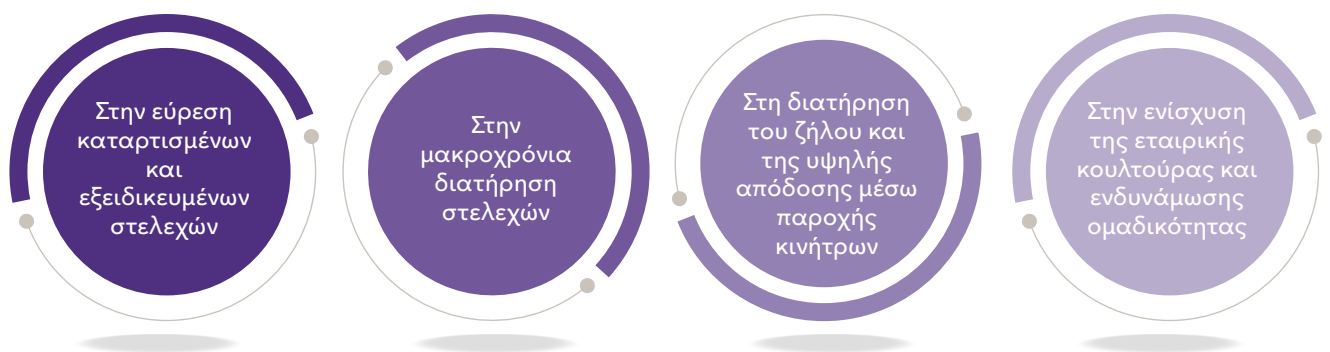 Στην εύρεση
καταρτισμένων
και
εξειδικευμένων
στελεχών
Στην
μακροχρόνια
διατήρηση
στελεχών
Στη διατήρηση
του ζήλου και
της υψηλής
απόδοσης μέσω
παροχής
κινήτρων
Στην ενίσχυση
της εταιρικής
κουλτούρας και
ενδυνάμωσης
ομαδικότητας